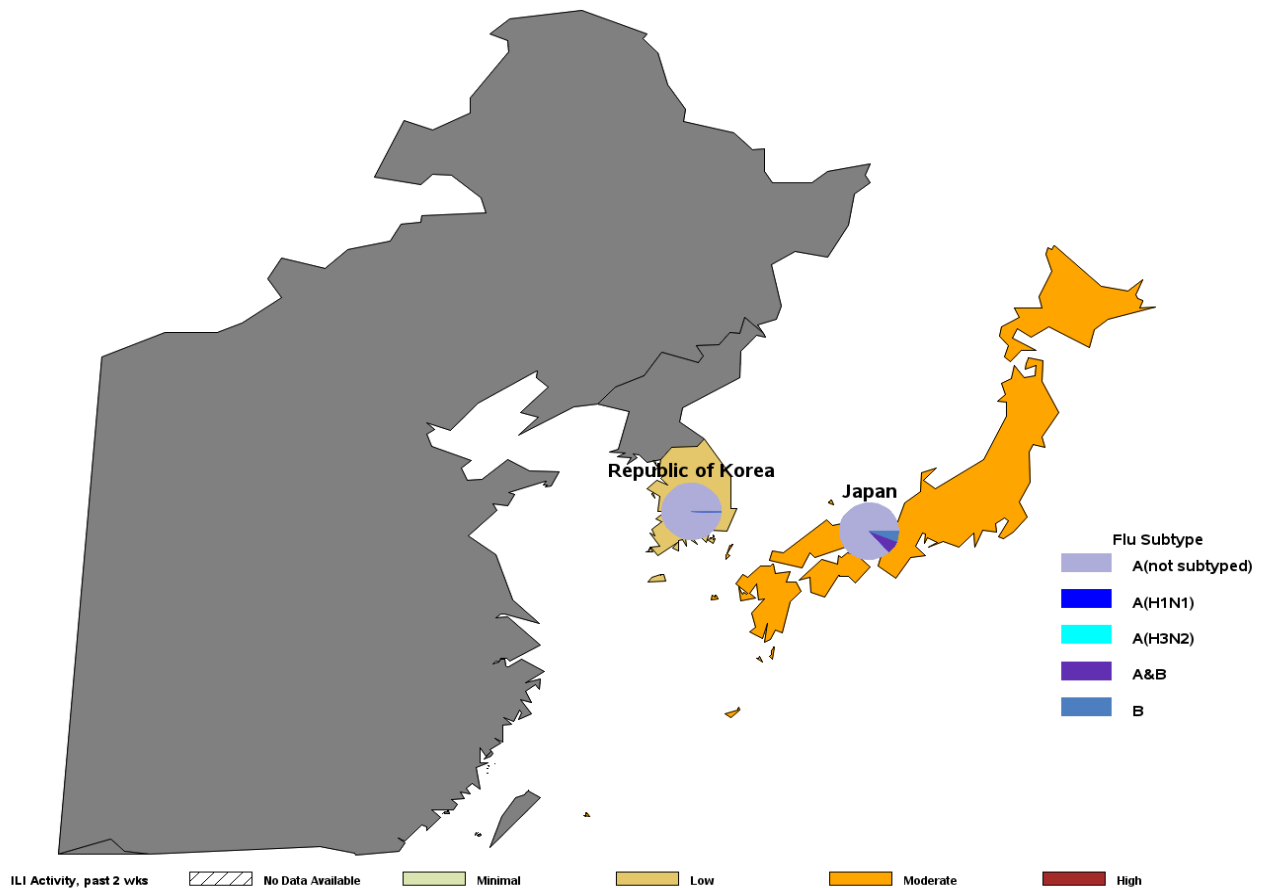 Republic of Korea
Japan
Flu Subtype
A(not subtyped)
A(H1N1)
A(H3N2)
A&B
B
ILI Activity, past 2 wks No Data Available Minimal Low Moderate High